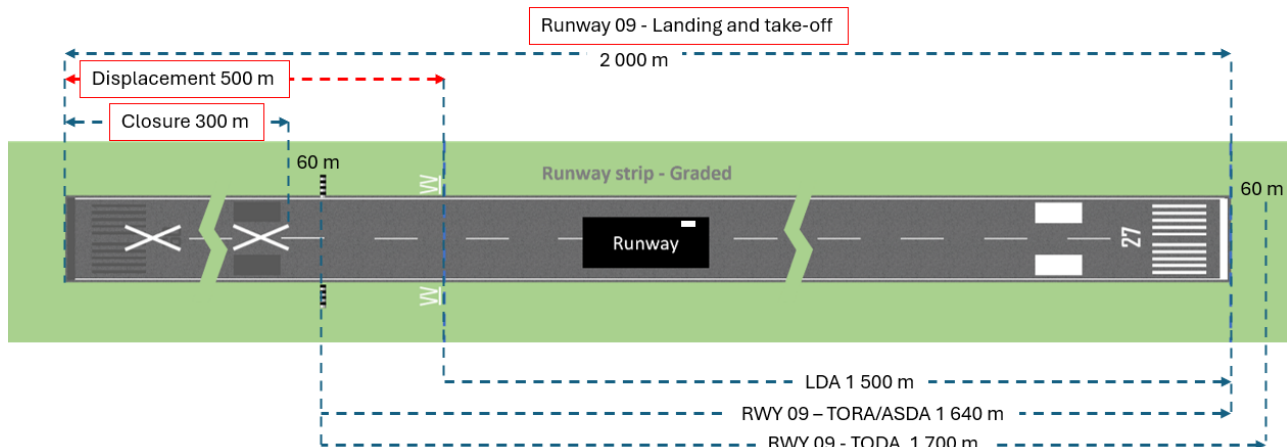 Runway 09 - Landing and take-off
2 000 m
Displacement 500 m
Closure 300 m
60 m
Runway strip - Graded
60 m
Runway
27
LDA 1 500 m
RWY 09 – TORA/ASDA 1 640 m
RWY 09 - TODA 1 700 m